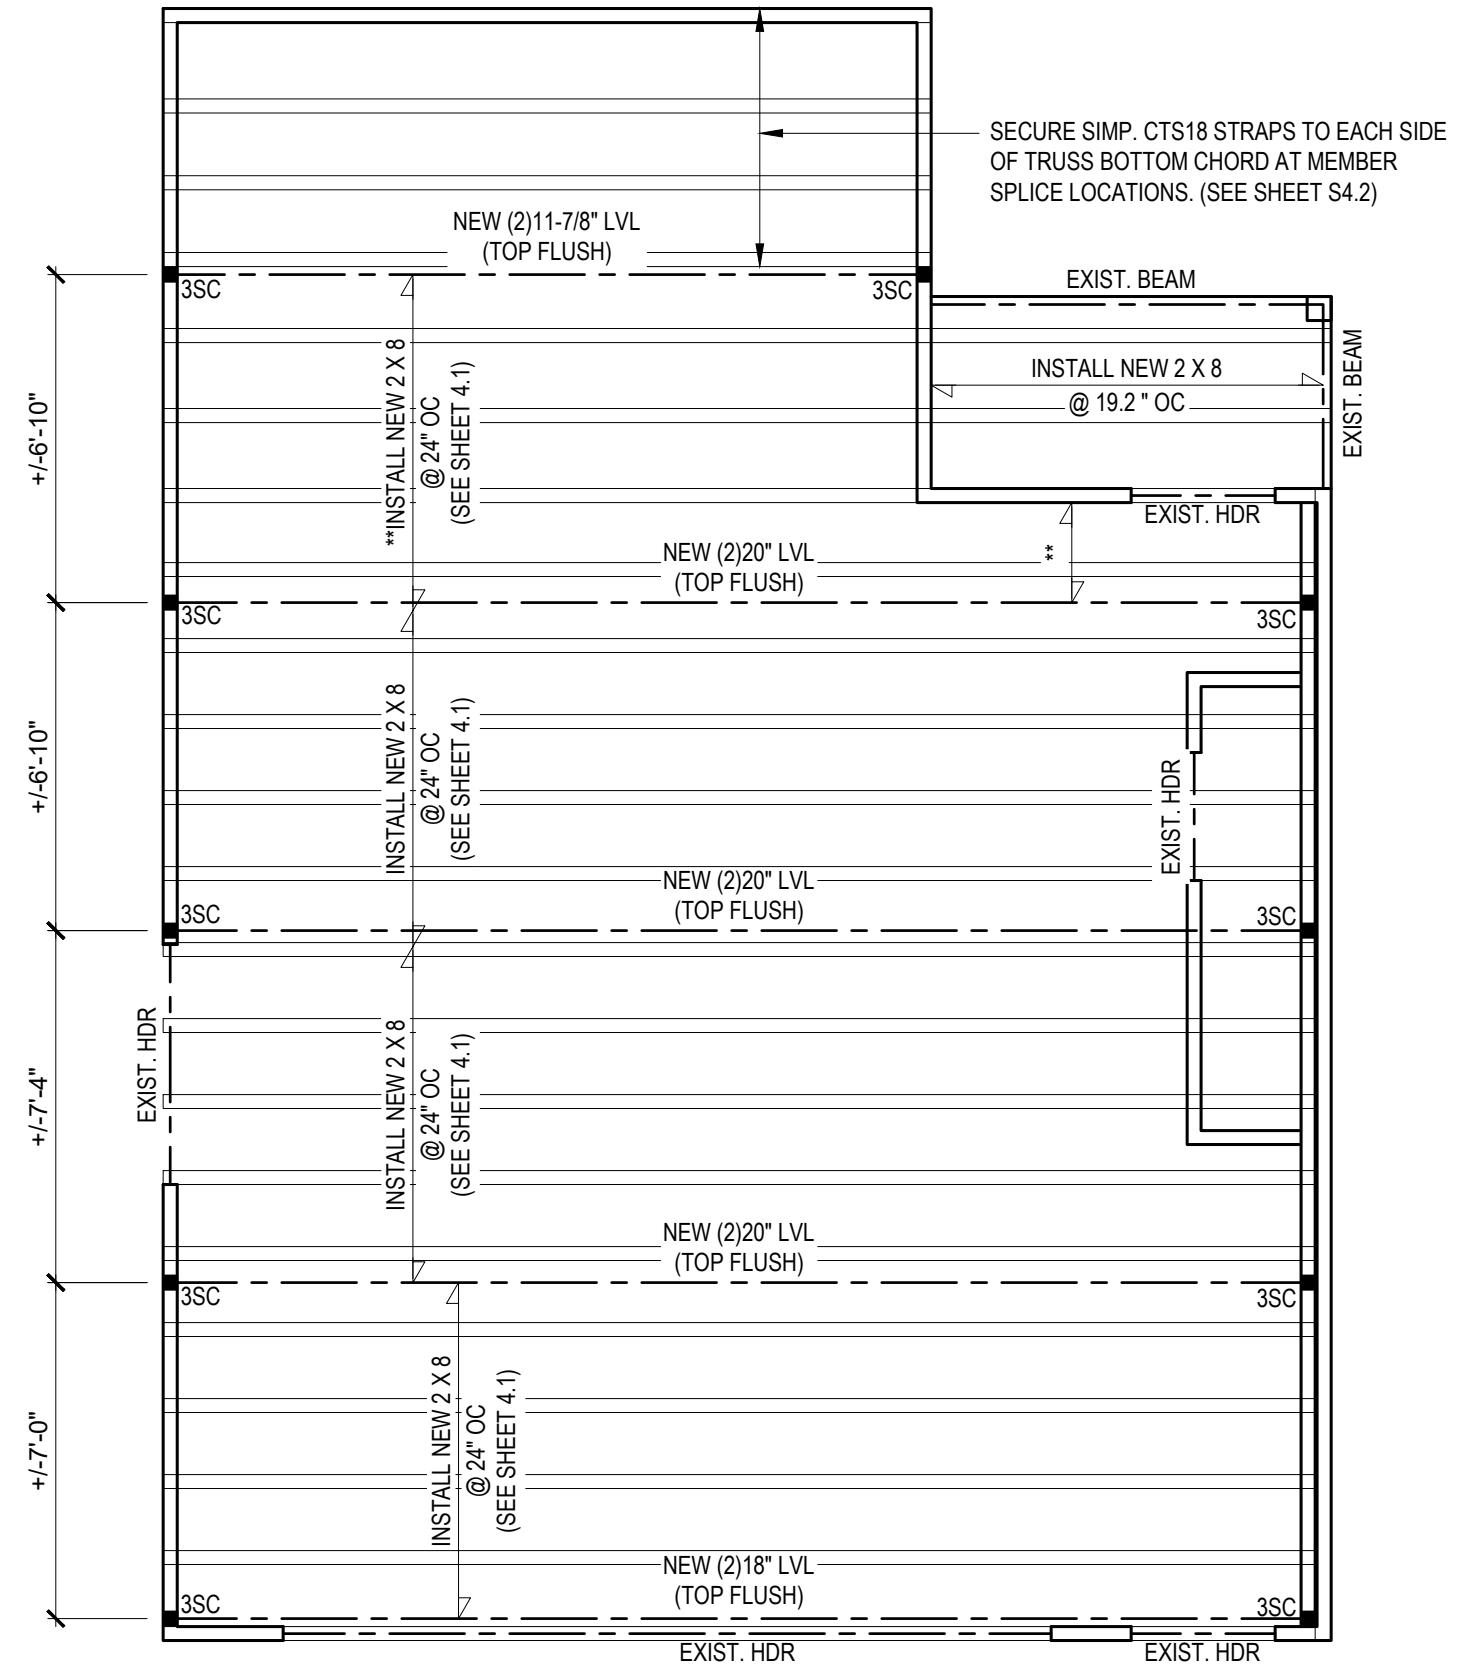 SECURE SIMP. CTS18 STRAPS TO EACH SIDE
OF TRUSS BOTTOM CHORD AT MEMBER
SPLICE LOCATIONS. (SEE SHEET S4.2)
NEW (2)11-7/8" LVL
(TOP FLUSH)
3SC
3SC
EXIST. BEAM
EXIST. BEAM
INSTALL NEW 2 X 8
@ 19.2 " OC
+/-6'-10"
**INSTALL NEW 2 X 8
@ 24" OC
(SEE SHEET 4.1)
EXIST. HDR
**
NEW (2)20" LVL
(TOP FLUSH)
3SC
3SC
+/-6'-10"
INSTALL NEW 2 X 8
@ 24" OC
(SEE SHEET 4.1)
EXIST. HDR
NEW (2)20" LVL
(TOP FLUSH)
3SC
3SC
+/-7'-4"
EXIST. HDR
INSTALL NEW 2 X 8
@ 24" OC
(SEE SHEET 4.1)
NEW (2)20" LVL
(TOP FLUSH)
3SC
3SC
+/-7'-0"
INSTALL NEW 2 X 8
@ 24" OC
(SEE SHEET 4.1)
NEW (2)18" LVL
(TOP FLUSH)
3SC
3SC
EXIST. HDR
EXIST. HDR